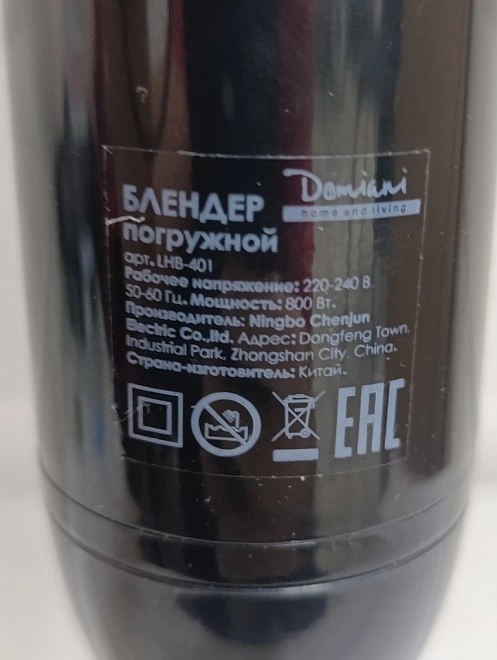 Domiani
home and living
БЛЕНДЕР
погружной
арт. LHB-401
Рабочее напряжение: 220-240 В,
50-60 Гц. Мощность: 800 Вт.
Производитель: Ningbo Chenjun
Electric Co.,ltd. Адрес: Dongfeng Town,
Industrial Park, Zhongshan City, China.
Страна-изготовитель: Китай.
EAC